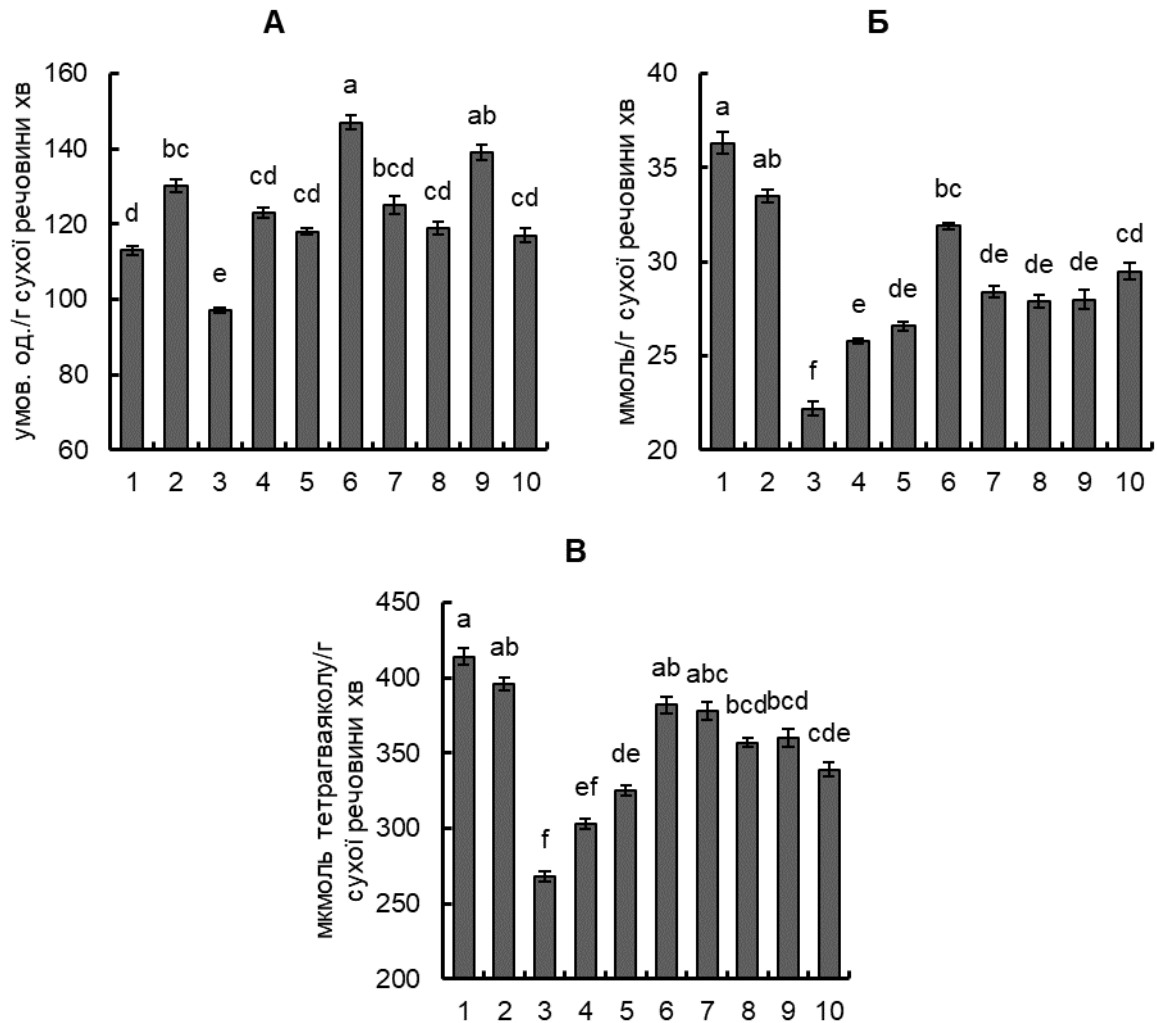 А
умов. од./г сухої речовини хв
160
140
120
100
80
60
d
bc
e
cd
cd
a
bcd
cd
ab
cd
1 2 3 4 5 6 7 8 9 10
Б
ммоль/г сухої речовини хв
40
35
30
25
20
a
ab
f
e
de
bc
de
de
de
cd
1 2 3 4 5 6 7 8 9 10
В
мкмоль тетрагваяколу/г
сухої речовини хв
450
400
350
300
250
200
a
ab
f
ef
de
ab
abc
bcd
bcd
cde
1 2 3 4 5 6 7 8 9 10